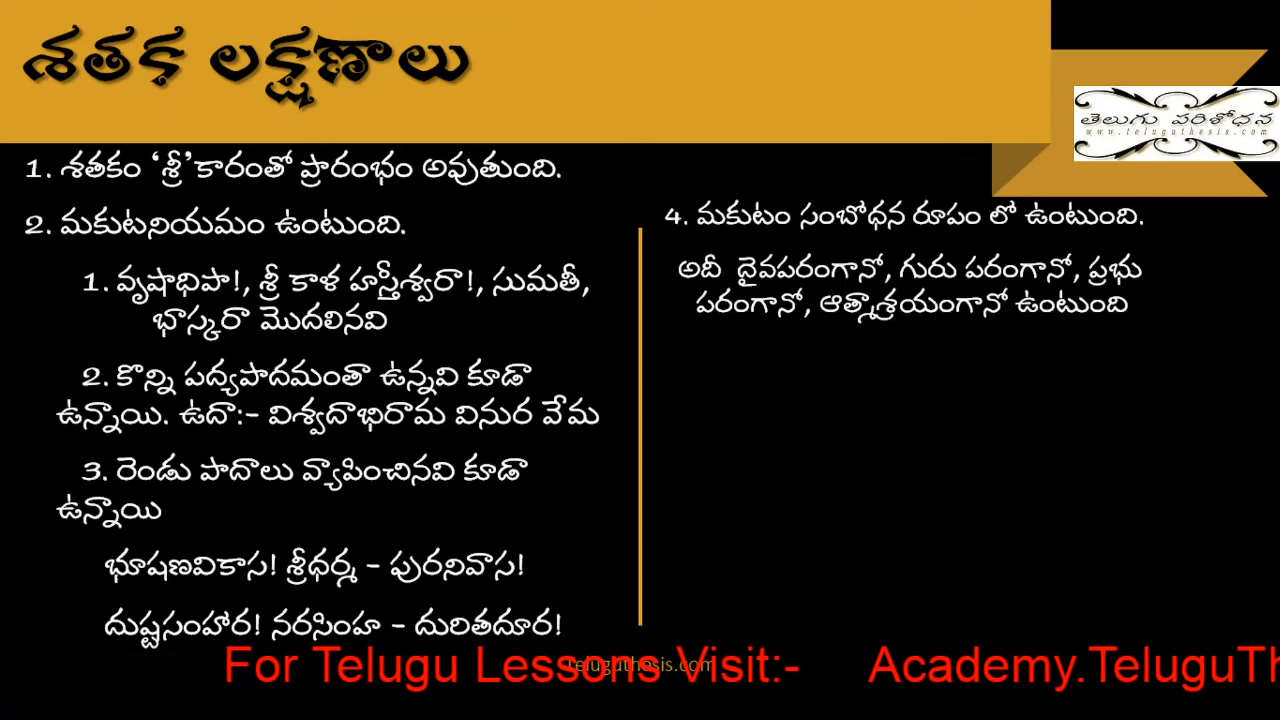 శతక లక్షణాలు
తెలుగు పరిశోధన
www.teluguthesis.com
1. శతకం ‘శ్రీ’కారంతో ప్రారంభం అవుతుంది.
2. మకుటనియమం ఉంటుంది.
1. వృషాధిపా!, శ్రీ కాళ హస్తీశ్వరా!, సుమతీ,
భాస్కరా మొదలినవి
2. కొన్ని పద్యపాదమంతా ఉన్నవి కూడా
ఉన్నాయి. ఉదా:- విశ్వదాభిరామ వినుర వేమ
3. రెండు పాదాలు వ్యాపించినవి కూడా
ఉన్నాయి
భూషణవికాస! శ్రీధర్మ - పురనివాస!
దుష్టసంహార! నరసింహ - దురితదూర!
4. మకుటం సంబోధన రూపం లో ఉంటుంది.
అదీ దైవపరంగానో, గురు పరంగానో, ప్రభు
పరంగానో, ఆత్మాశ్రయంగానో ఉంటుంది
teluguthesis.com
For Telugu Lessons Visit:- Academy.TeluguTh